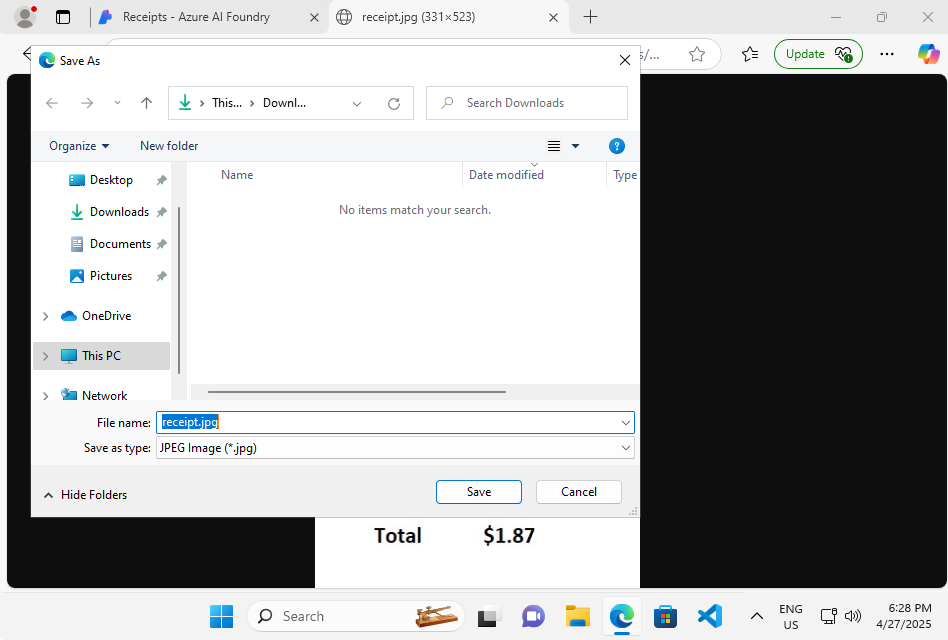 Receipts - Azure AI Foundry
receipt.jpg (331×523)
Save As
s/...
Update
This... Downl...
Search Downloads
Organize
New folder
Name
Date modified
Type
Desktop
No items match your search.
Downloads
Documents
Pictures
OneDrive
This PC
Network
File name: receipt.jpg
Save as type: JPEG Image (*.jpg)
Hide Folders
Save
Cancel
Total $1.87
Search
ENG
US
6:28 PM
4/27/2025